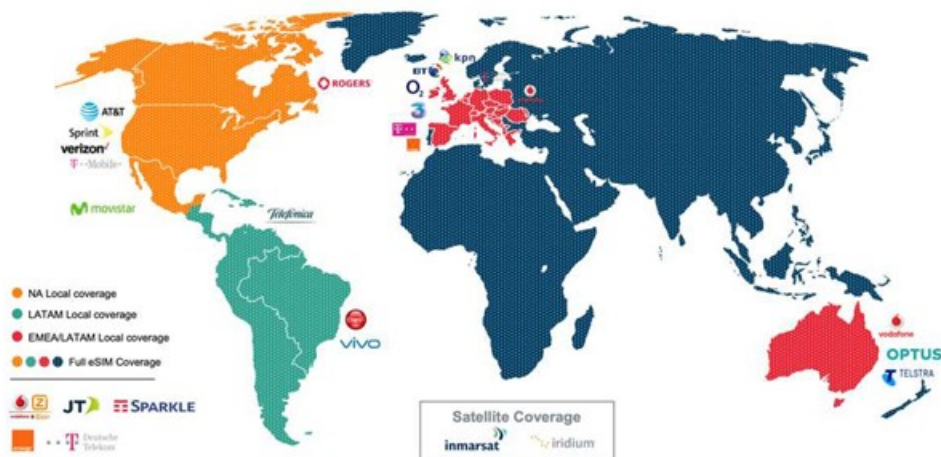 kpn
BT
ROGERS
O2
AT&T
3
Sprint
verizon
T··Mobile·
movistar
Telefónica
NA Local coverage
LATAM Local coverage
EMEA/LATAM Local coverage
vivo
vodafone
Full eSIM Coverage
OPTUS
TELSTRA
Satellite Coverage
JT
SPARKLE
inmarsat
iridium
Deutsche
Telekom